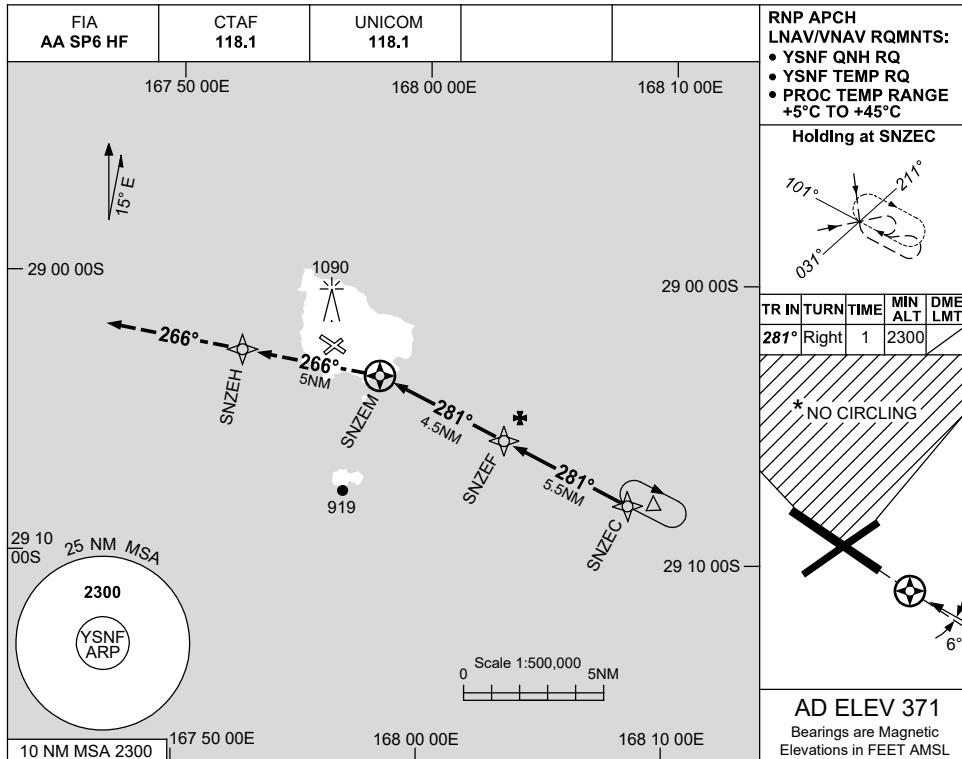 FIA
AA SP6 HF
CTAF
118.1
UNICOM
118.1
167 50 00E
168 00 00E
168 10 00E
15° E
29 00 00S
29 00 00S
1090
266°
SNZEH
266°
5NM
SNZEM
281°
4.5NM
SNZEF
281°
5.5NM
SNZEC
919
29 10
00S
29 10 00S
25 NM MSA
2300
YSNF
ARP
Scale 1:500,000
0
5NM
10 NM MSA 2300
167 50 00E
168 00 00E
168 10 00E
RNP APCH
LNAV/VNAV RQMNTS:
• YSNF QNH RQ
• YSNF TEMP RQ
• PROC TEMP RANGE
+5°C TO +45°C
Holding at SNZEC
101°
211°
031°
TR IN TURN TIME MIN ALT DME LMT
281° Right 1 2300
* NO CIRCLING
6°
AD ELEV 371
Bearings are Magnetic
Elevations in FEET AMSL